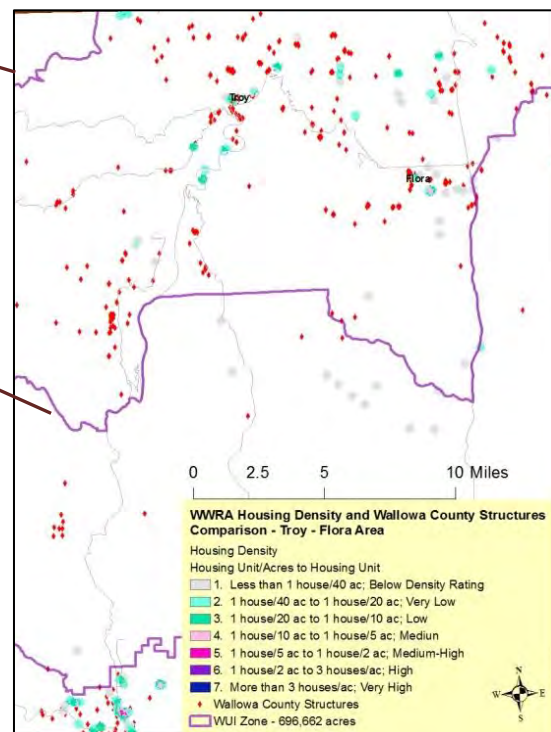 Troy
Flora
0 2.5 5 10 Miles
WWRA Housing Density and Wallowa County Structures
Comparison - Troy - Flora Area
Housing Density
Housing Unit/Acres to Housing Unit
1. Less than 1 house/40 ac; Below Density Rating
2. 1 house/40 ac to 1 house/20 ac; Very Low
3. 1 house/20 ac to 1 house/10 ac; Low
4. 1 house/10 ac to 1 house/5 ac; Mediun
5. 1 house/5 ac to 1 house/2 ac; Medium-High
6. 1 house/2 ac to 3 houses/ac; High
7. More than 3 houses/ac; Very High
Wallowa County Structures
WUI Zone - 696,662 acres
N
W E
S